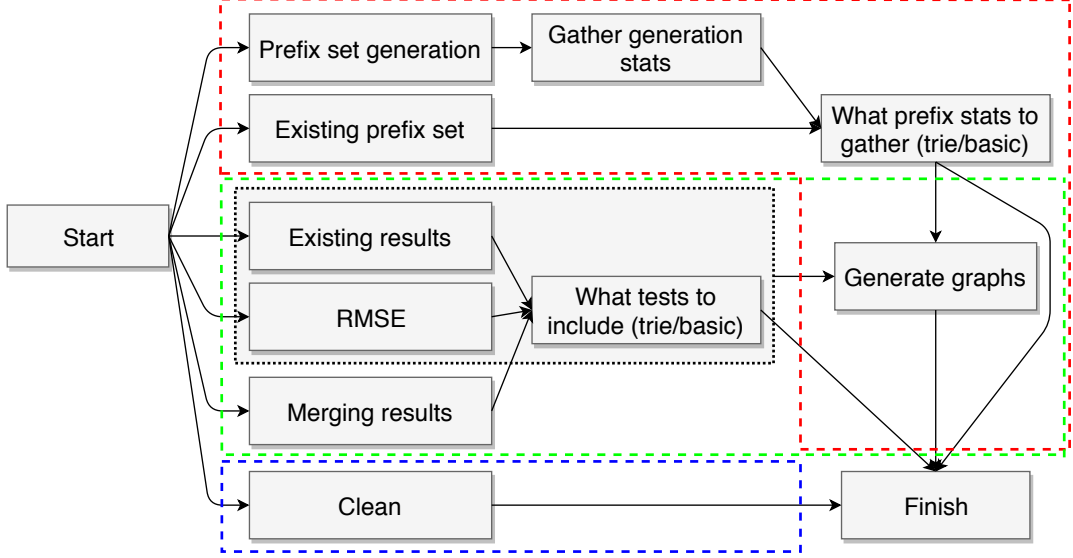 Prefix set generation
Gather generation
stats
Existing prefix set
What prefix stats to
gather (trie/basic)
Start
Existing results
RMSE
What tests to
include (trie/basic)
Generate graphs
Merging results
Clean
Finish